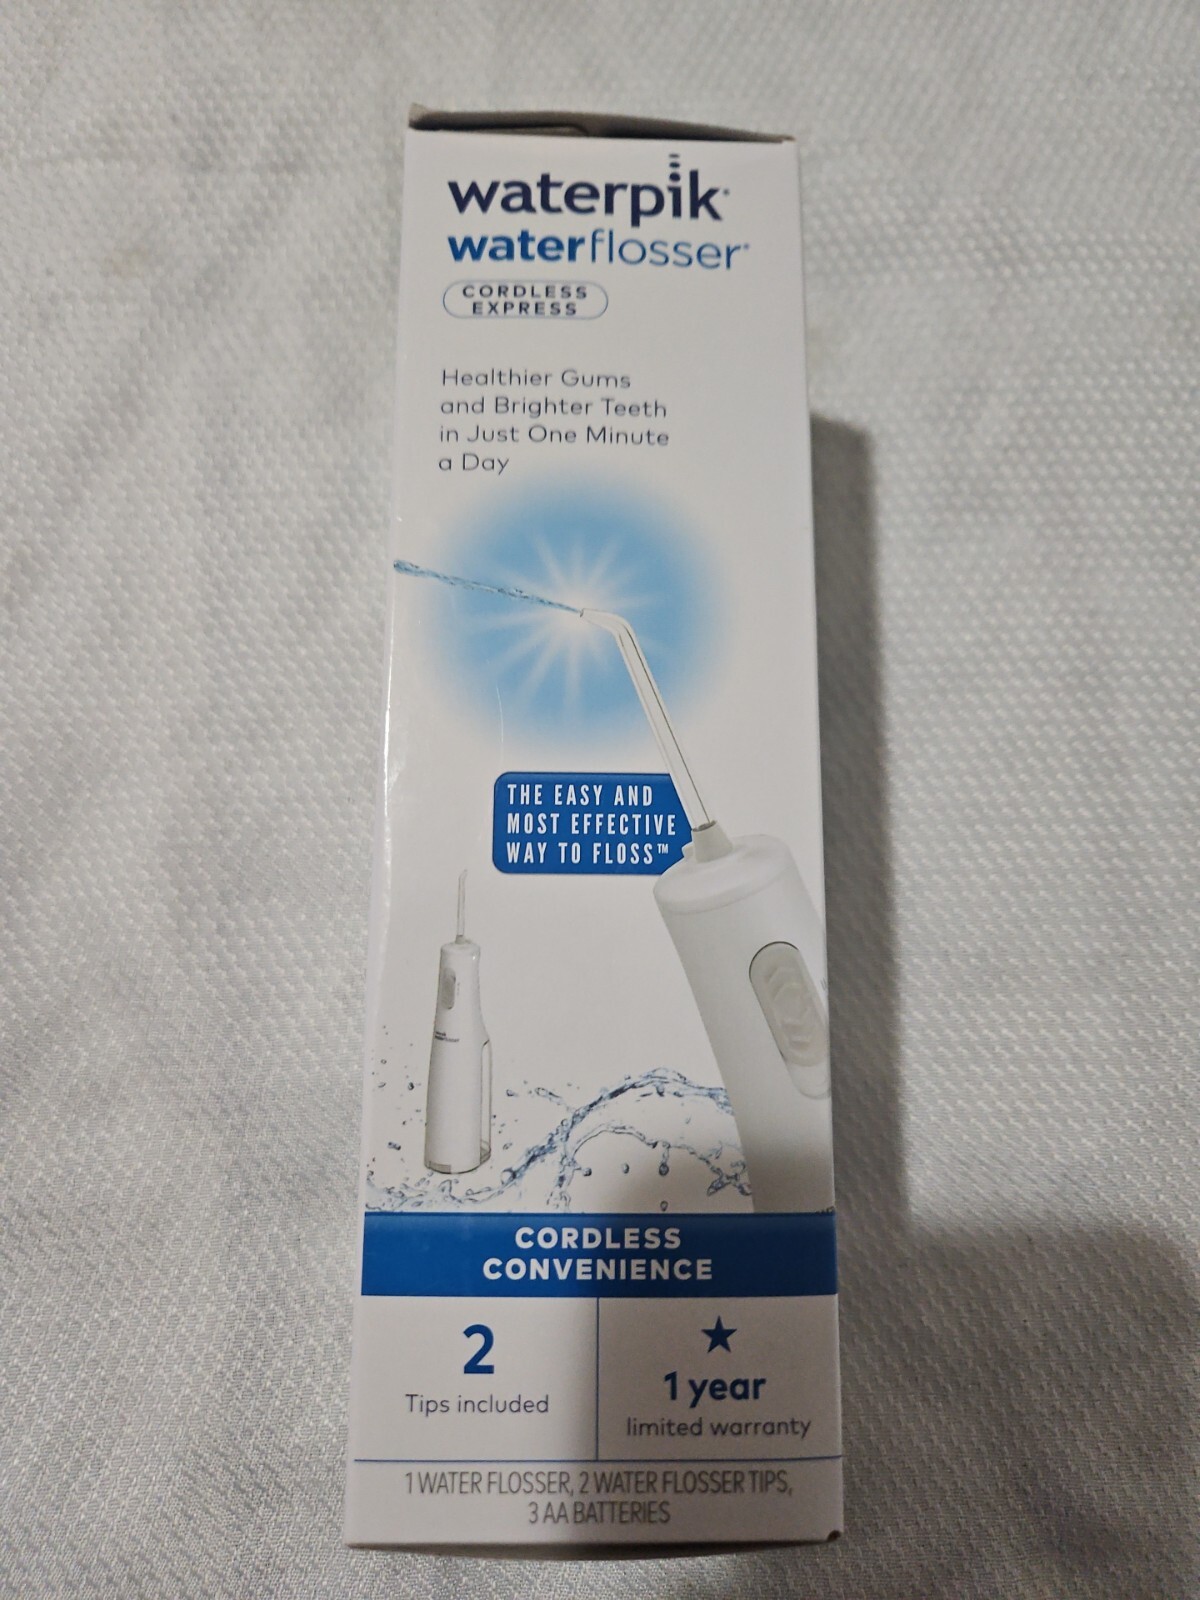 waterpik
waterflosser
CORDLESS
EXPRESS
Healthier Gums
and Brighter Teeth
in Just One Minute
a Day
THE EASY AND
MOST EFFECTIVE
WAY TO FLOSS™
CORDLESS
CONVENIENCE
2
Tips included
1 year
limited warranty
1 WATER FLOSSER, 2 WATER FLOSSER TIPS,
3 AA BATTERIES